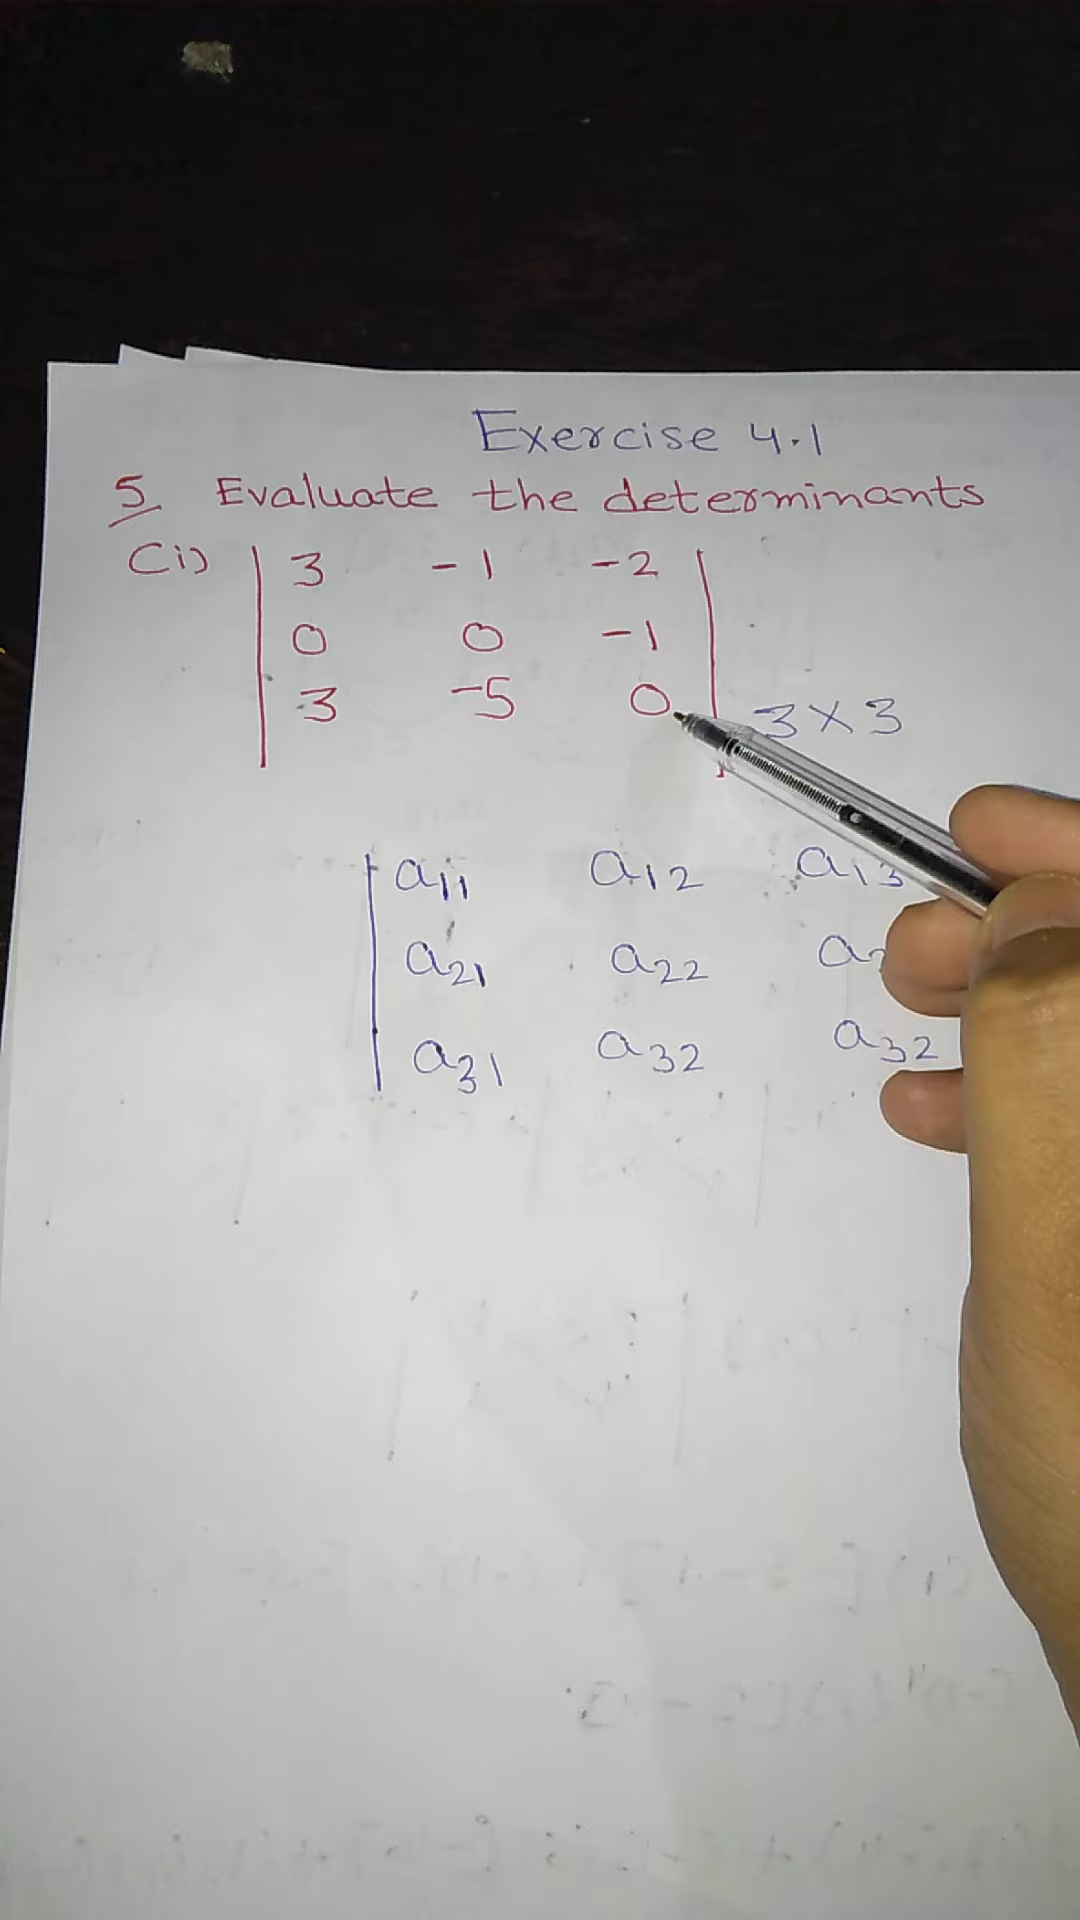 Exercise 4.1
5 Evaluate the determinants
(i) | 3 -1 -2 |
0 0 -1
3 -5 0 3×3
a11 a12 a13
a21 a22
a31 a32 a32